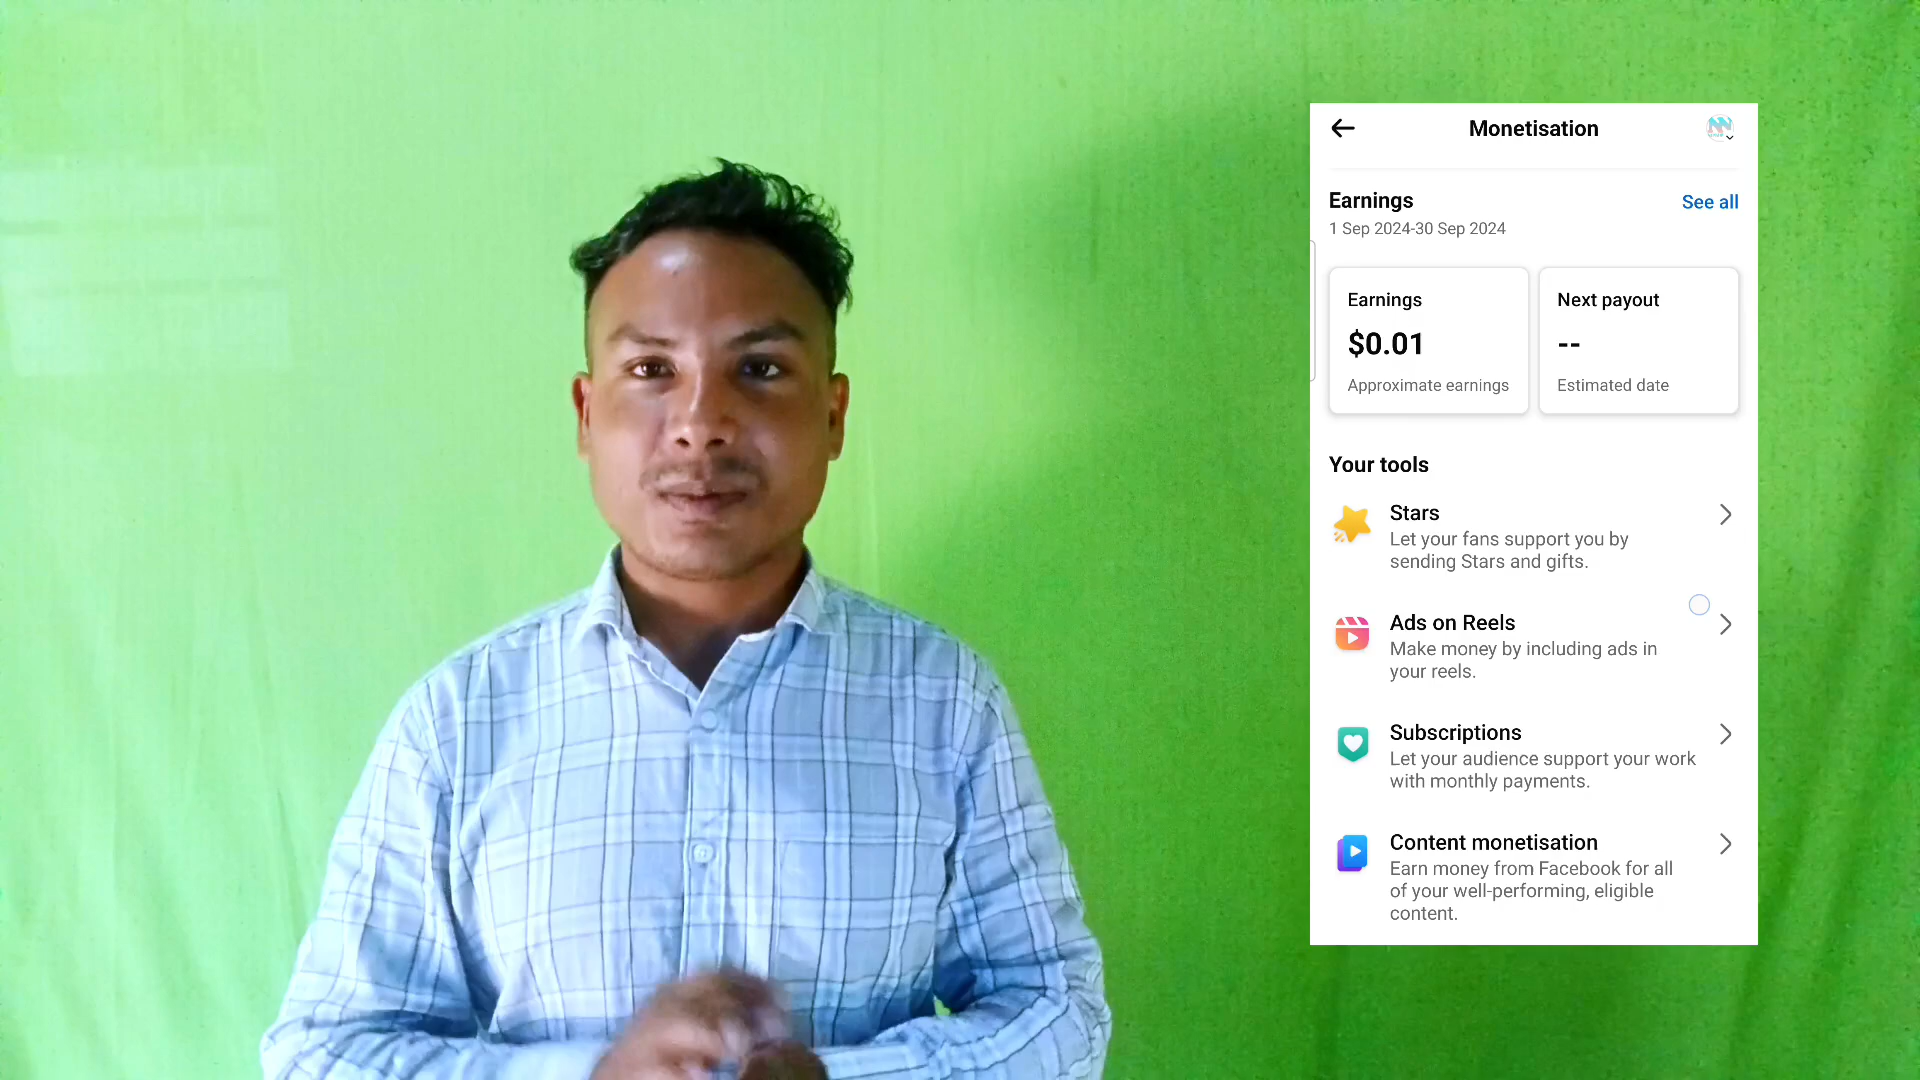 Monetisation
Earnings
See all
1 Sep 2024-30 Sep 2024
Earnings
$0.01
Approximate earnings
Next payout
--
Estimated date
Your tools
Stars
Let your fans support you by
sending Stars and gifts.
Ads on Reels
Make money by including ads in
your reels.
Subscriptions
Let your audience support your work
with monthly payments.
Content monetisation
Earn money from Facebook for all
of your well-performing, eligible
content.